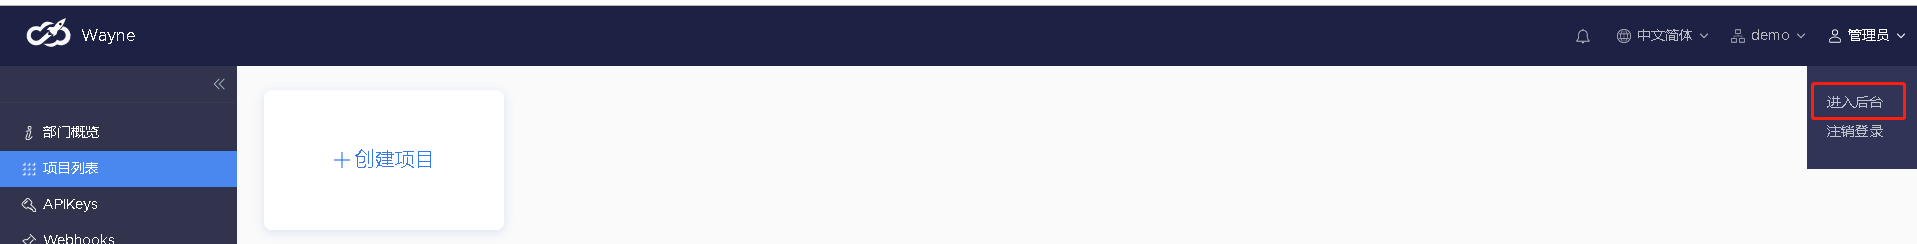 Wayne
中文简体
demo
管理员
进入后台
注销登录
部门概览
项目列表
APIKeys
Webhooks
+创建项目